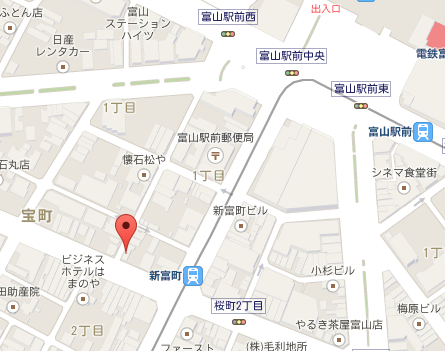 ふとん店
富山
ステーション
ハイツ
富山駅前西
出入口
日産
レンタカー
富山駅前中央
電鉄富
富山駅前東
1丁目
富山駅前郵便局
富山駅前
石丸店
懐石松や
1丁目
シネマ食堂街
宝町
新富町ビル
1丁
ビジネス
ホテルは
まのや
新富町
小杉ビル
田助産院
桜町2丁目
梅原ビル
2丁目
やるき茶屋富山店
ファースト
(株)毛利地所